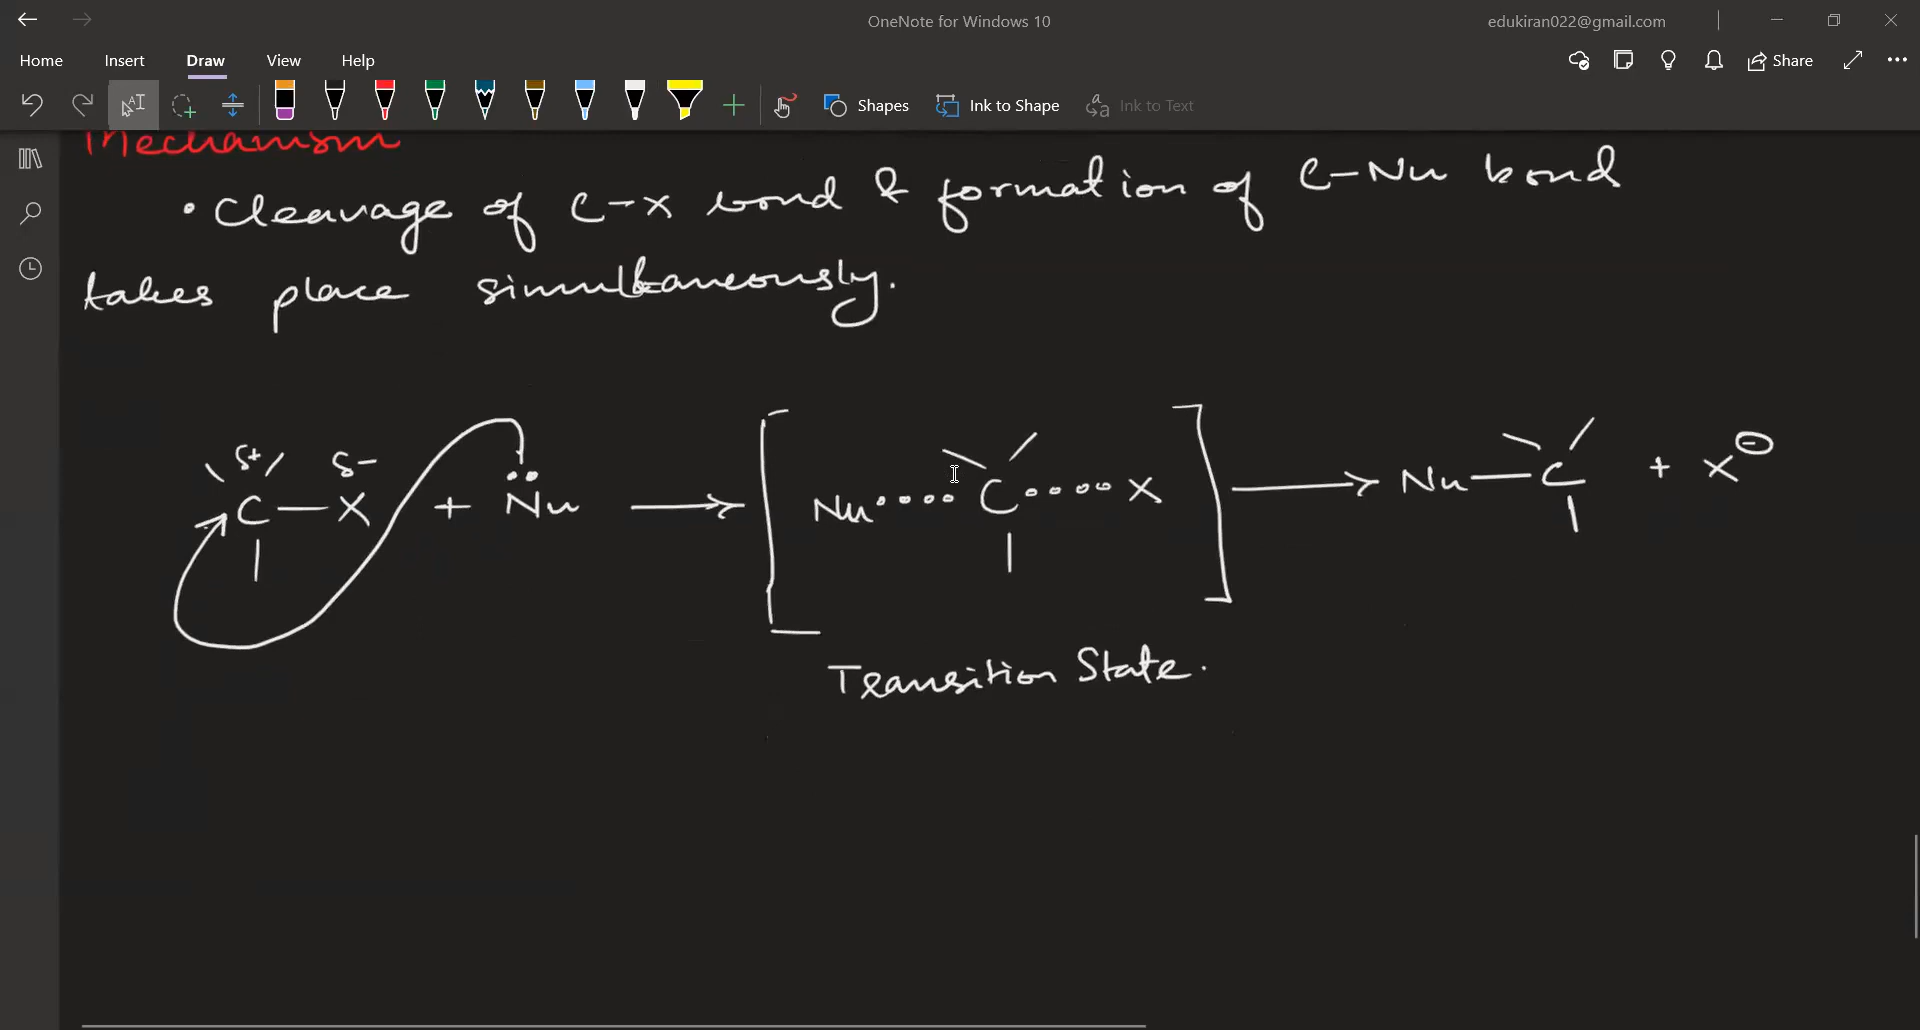 OneNote for Windows 10
edukiran022@gmail.com
Home Insert Draw View Help
Share
Shapes Ink to Shape Ink to Text
Mechanism
• Cleavage of C-X bond & formation of C-Nu bond
takes place simultaneously.
δ+ δ-
C-X + Nu → [Nu....C....X] → Nu-C + X⊖
Transition State.